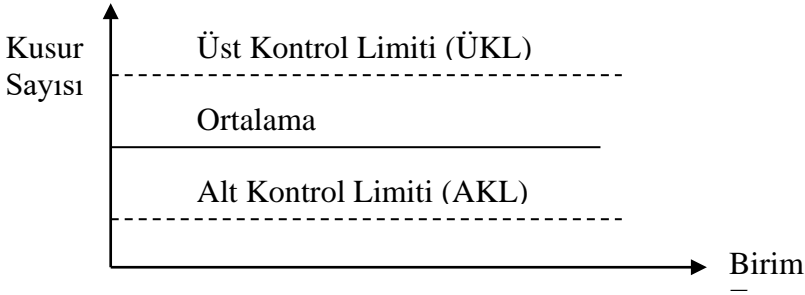 Kusur
Sayısı
Üst Kontrol Limiti (ÜKL)
Ortalama
Alt Kontrol Limiti (AKL)
Birim